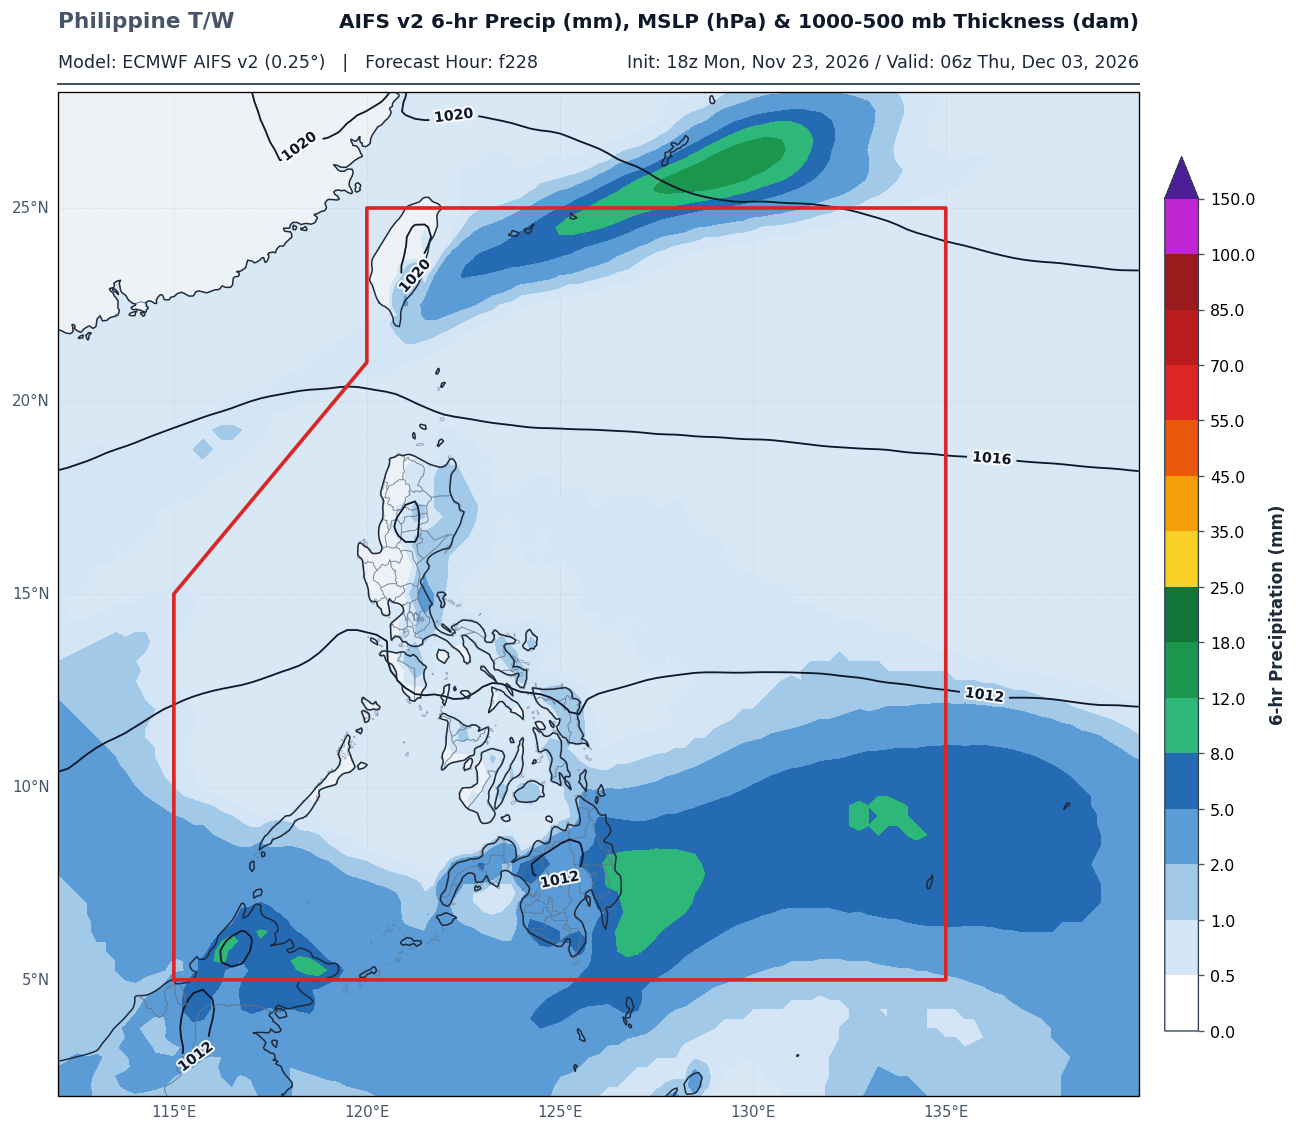 Philippine T/W
AIFS v2 6-hr Precip (mm), MSLP (hPa) & 1000-500 mb Thickness (dam)
Model: ECMWF AIFS v2 (0.25°)   |   Forecast Hour: f228
Init: 18z Mon, Nov 23, 2026 / Valid: 06z Thu, Dec 03, 2026
1020
1020
1020
1016
1012
1012
1012
25°N
20°N
15°N
10°N
5°N
115°E
120°E
125°E
130°E
135°E
150.0
100.0
85.0
70.0
55.0
45.0
35.0
25.0
18.0
12.0
8.0
5.0
2.0
1.0
0.5
0.0
6-hr Precipitation (mm)